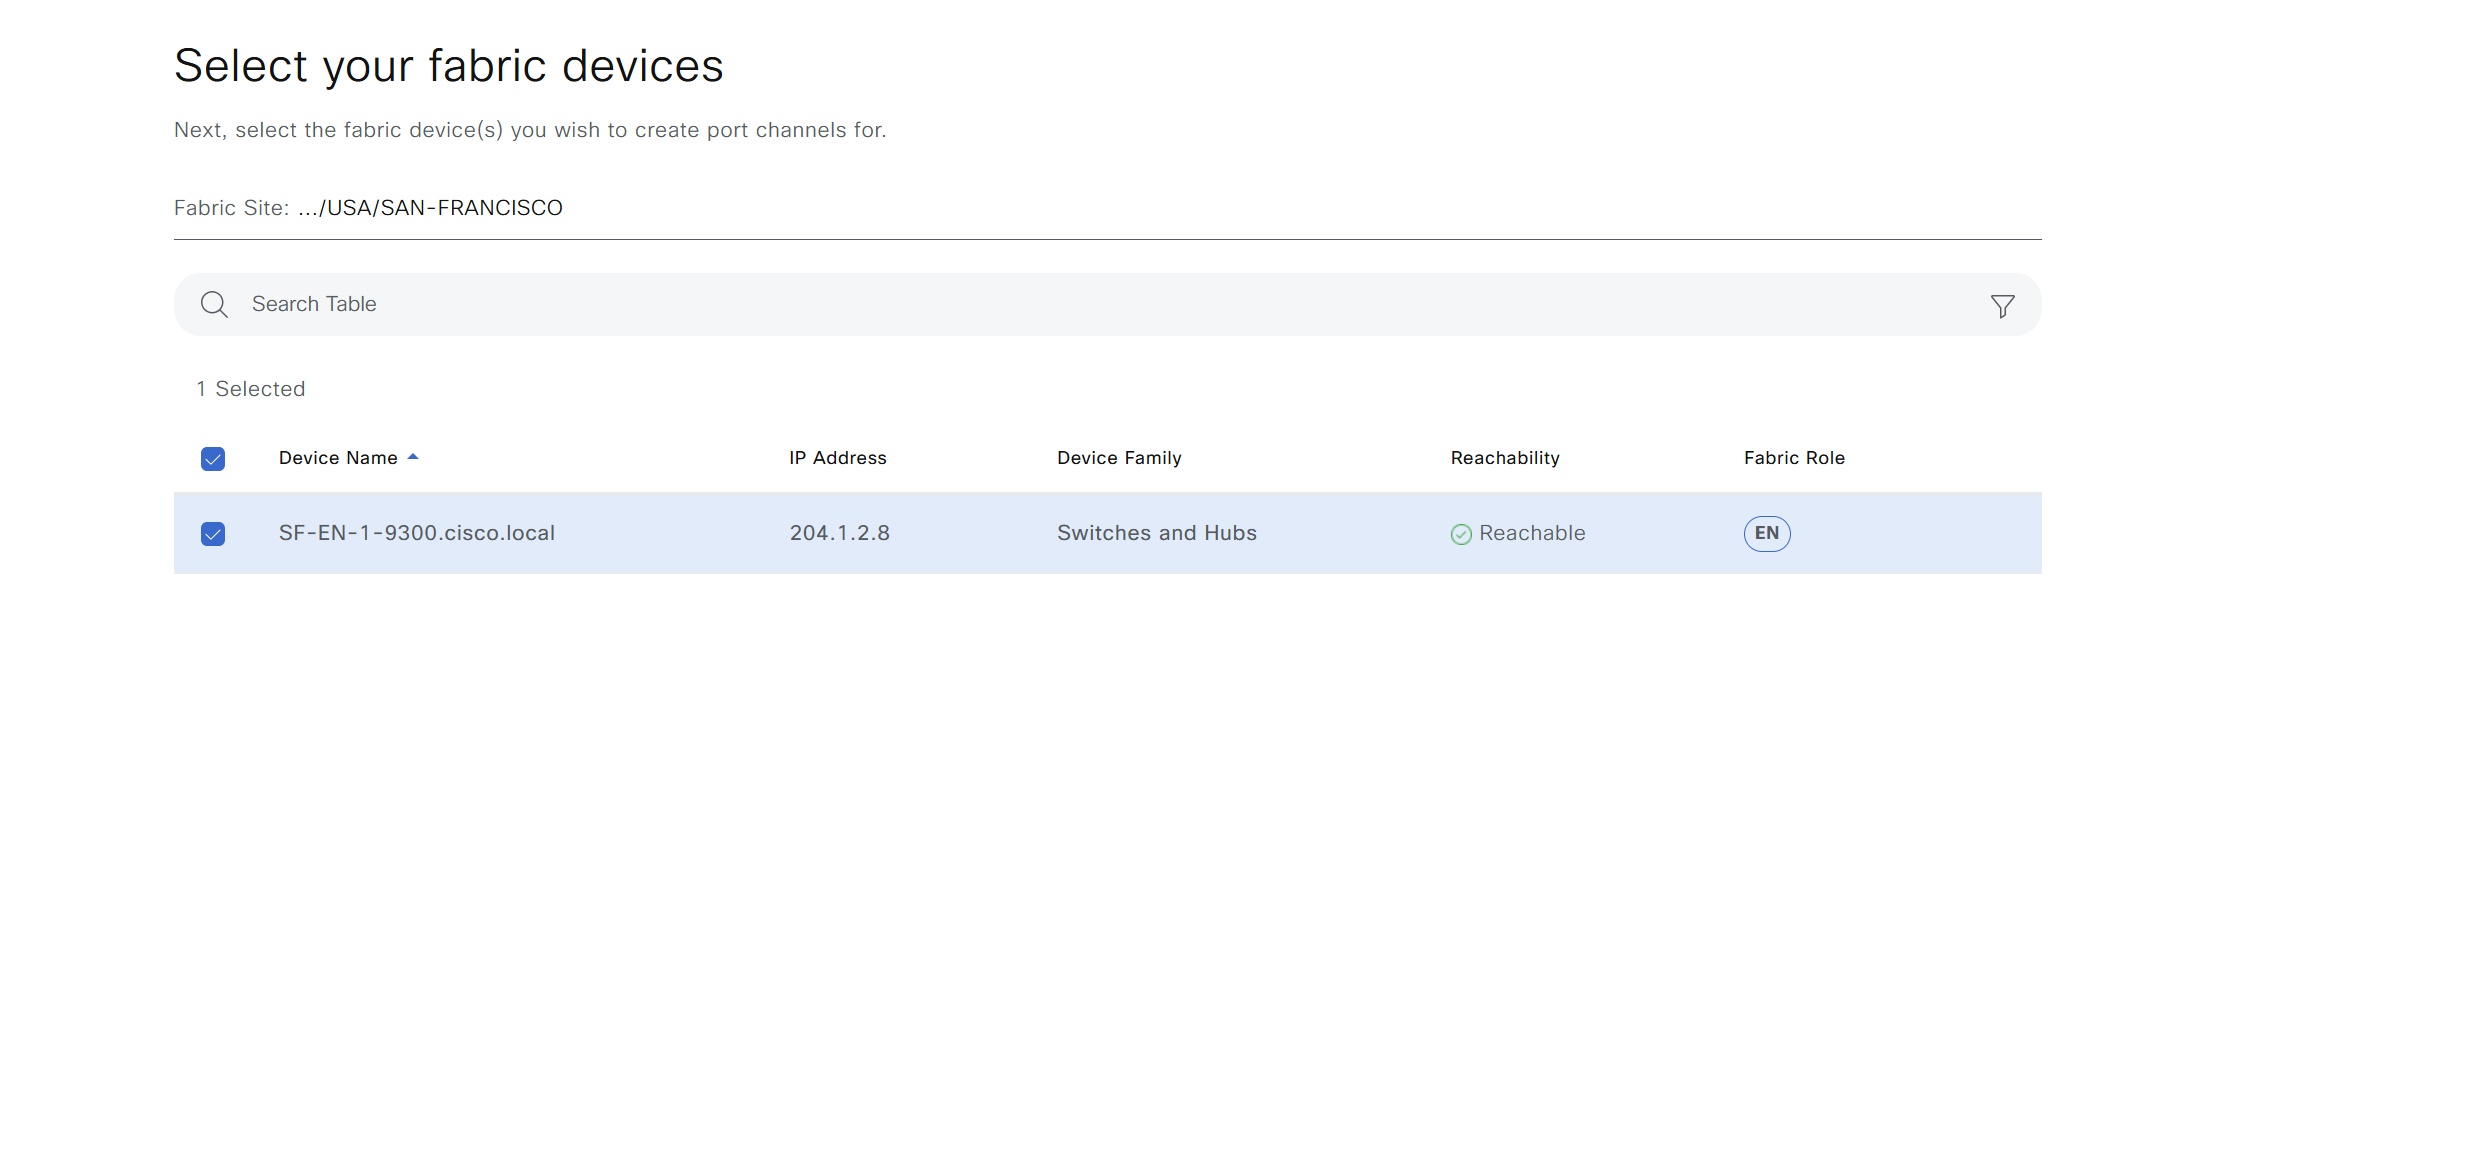 Select your fabric devices
Next, select the fabric device(s) you wish to create port channels for.
Fabric Site: .../USA/SAN-FRANCISCO
Search Table
1 Selected
Device Name IP Address Device Family Reachability Fabric Role
SF-EN-1-9300.cisco.local 204.1.2.8 Switches and Hubs Reachable EN